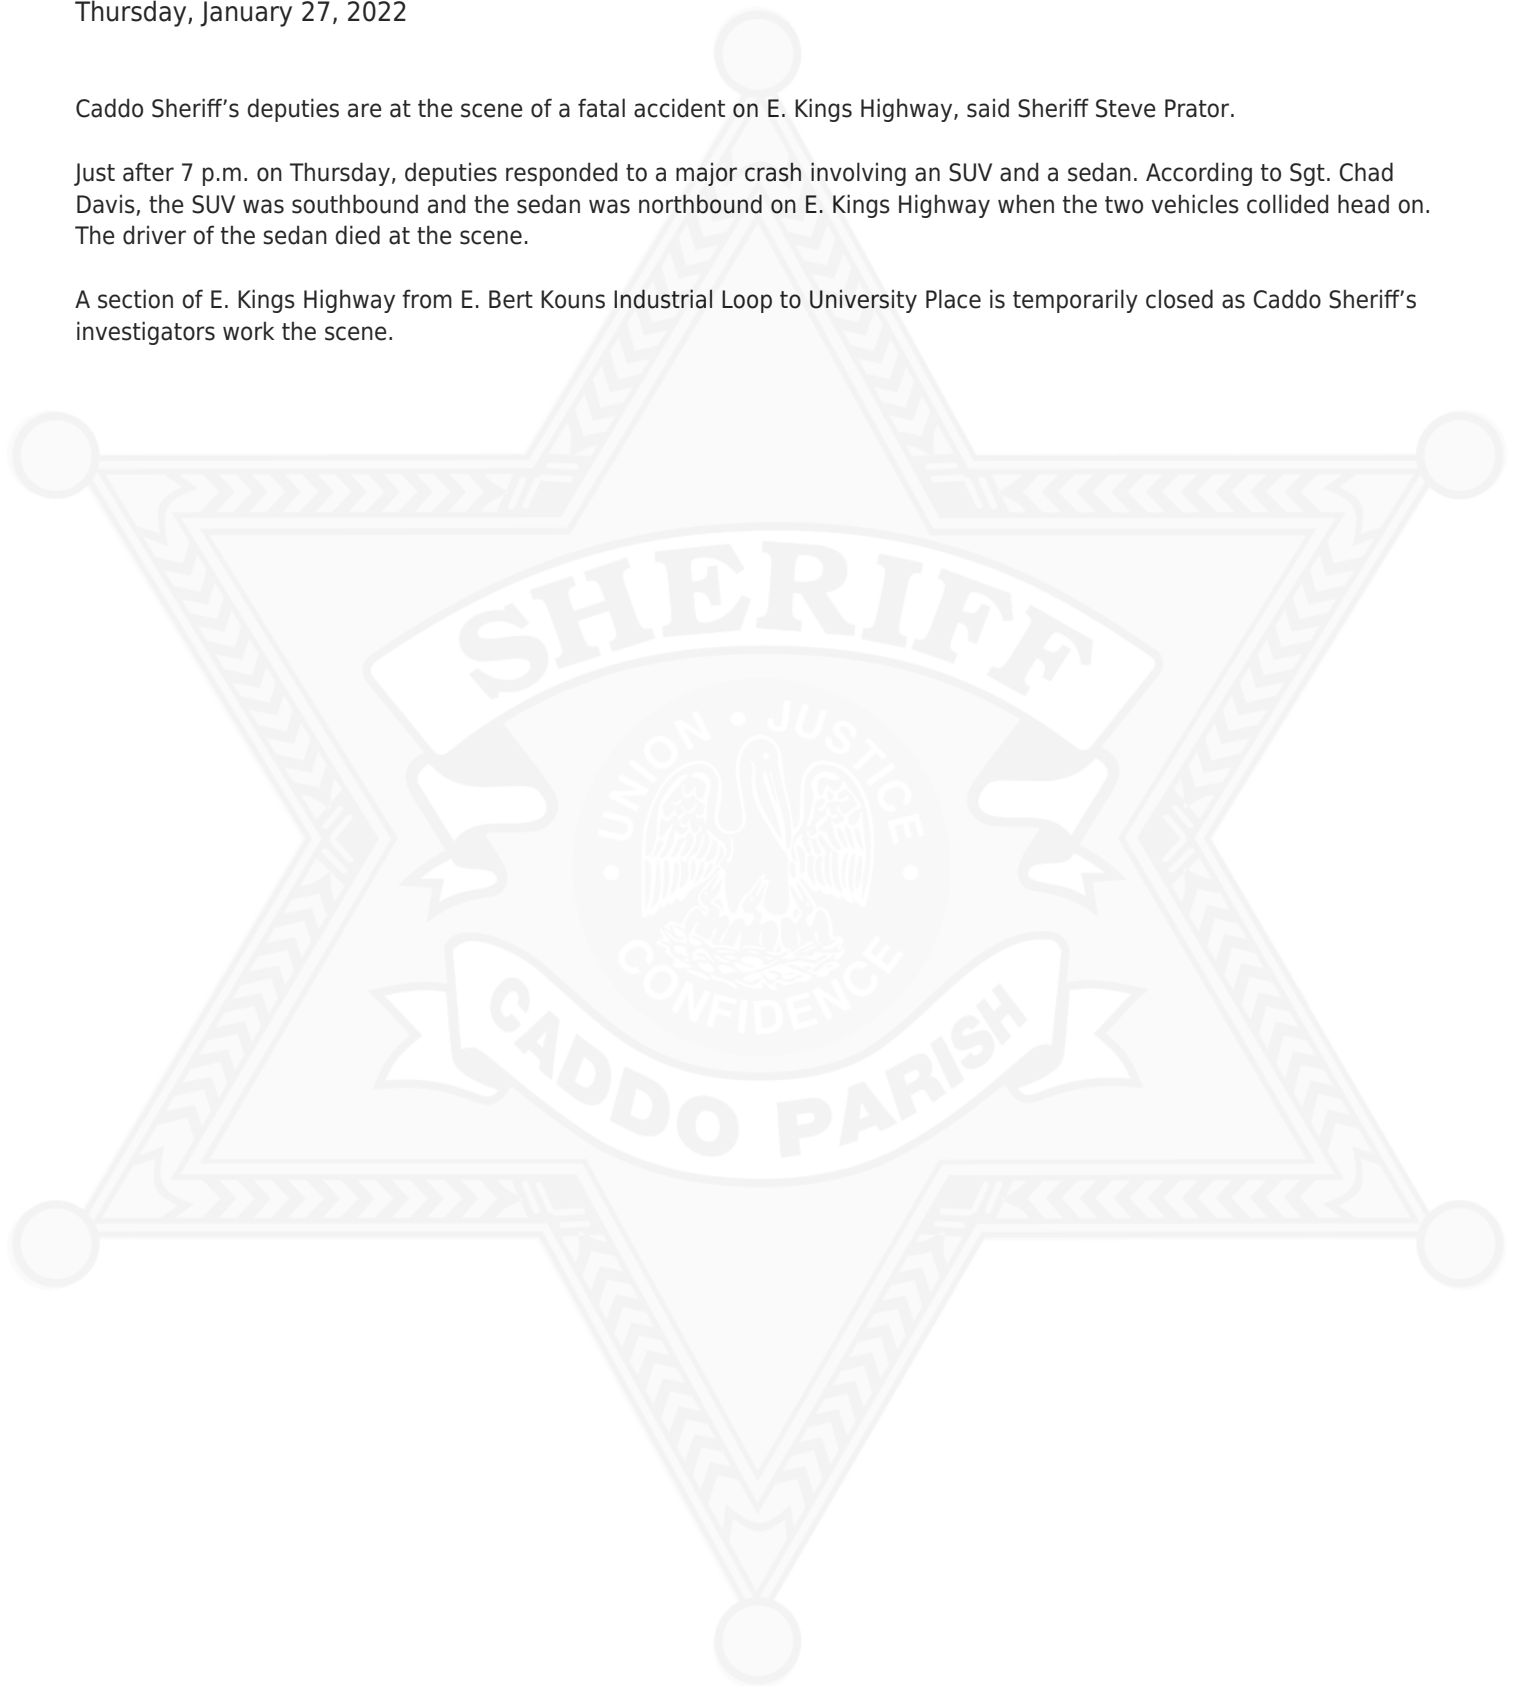 Thursday, January 27, 2022
Caddo Sheriff’s deputies are at the scene of a fatal accident on E. Kings Highway, said Sheriff Steve Prator.
Just after 7 p.m. on Thursday, deputies responded to a major crash involving an SUV and a sedan. According to Sgt. Chad
Davis, the SUV was southbound and the sedan was northbound on E. Kings Highway when the two vehicles collided head on.
The driver of the sedan died at the scene.
A section of E. Kings Highway from E. Bert Kouns Industrial Loop to University Place is temporarily closed as Caddo Sheriff’s
investigators work the scene.
SHERIFF
UNION • JUSTICE
• CONFIDENCE •
CADDO PARISH